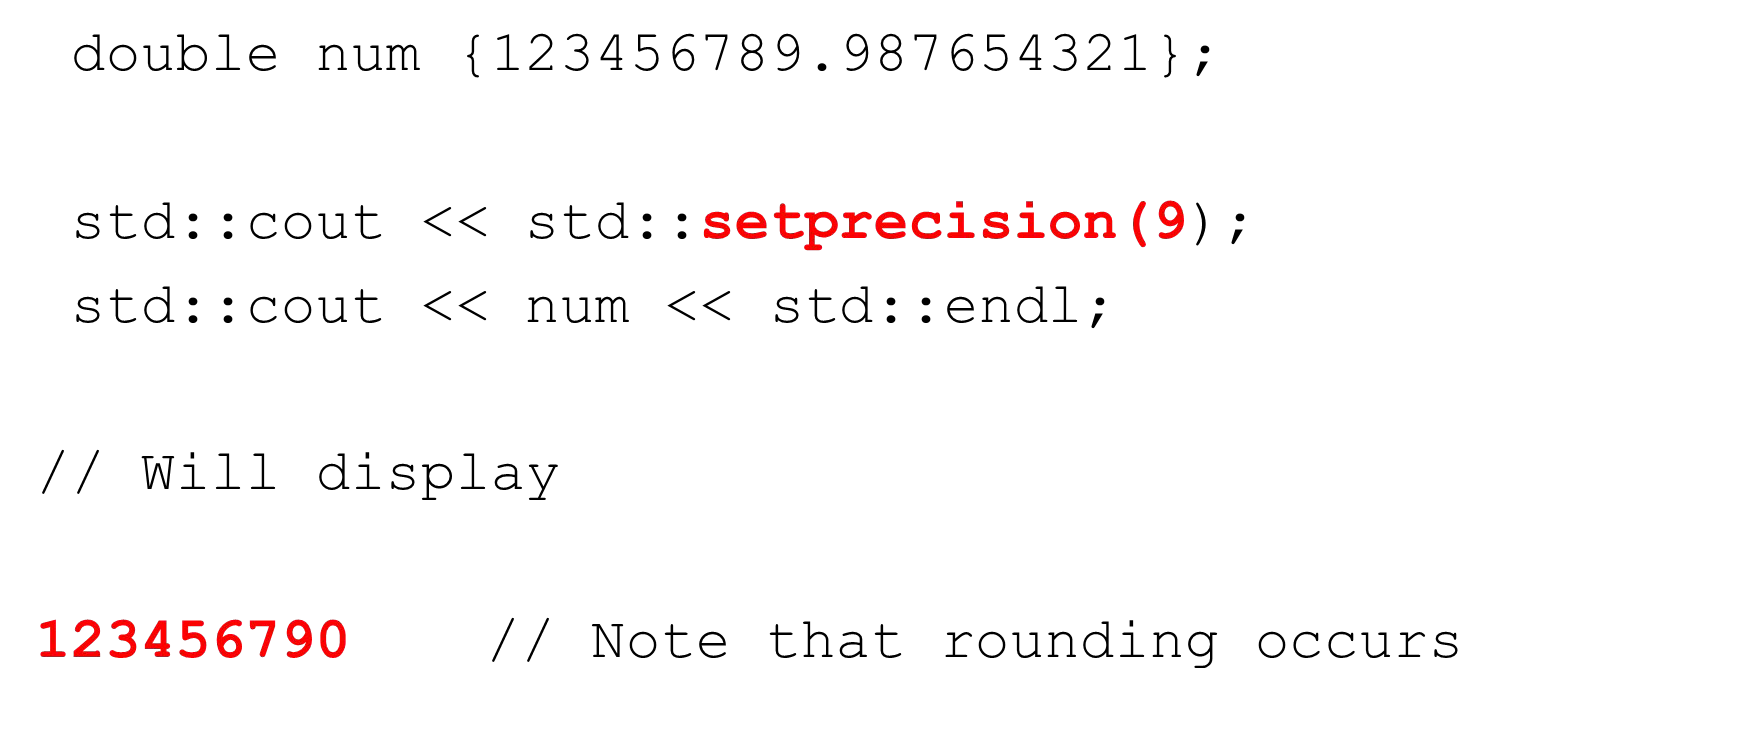 double num {123456789.987654321};
std::cout << std::setprecision(9);
std::cout << num << std::endl;
// Will display
123456790 // Note that rounding occurs